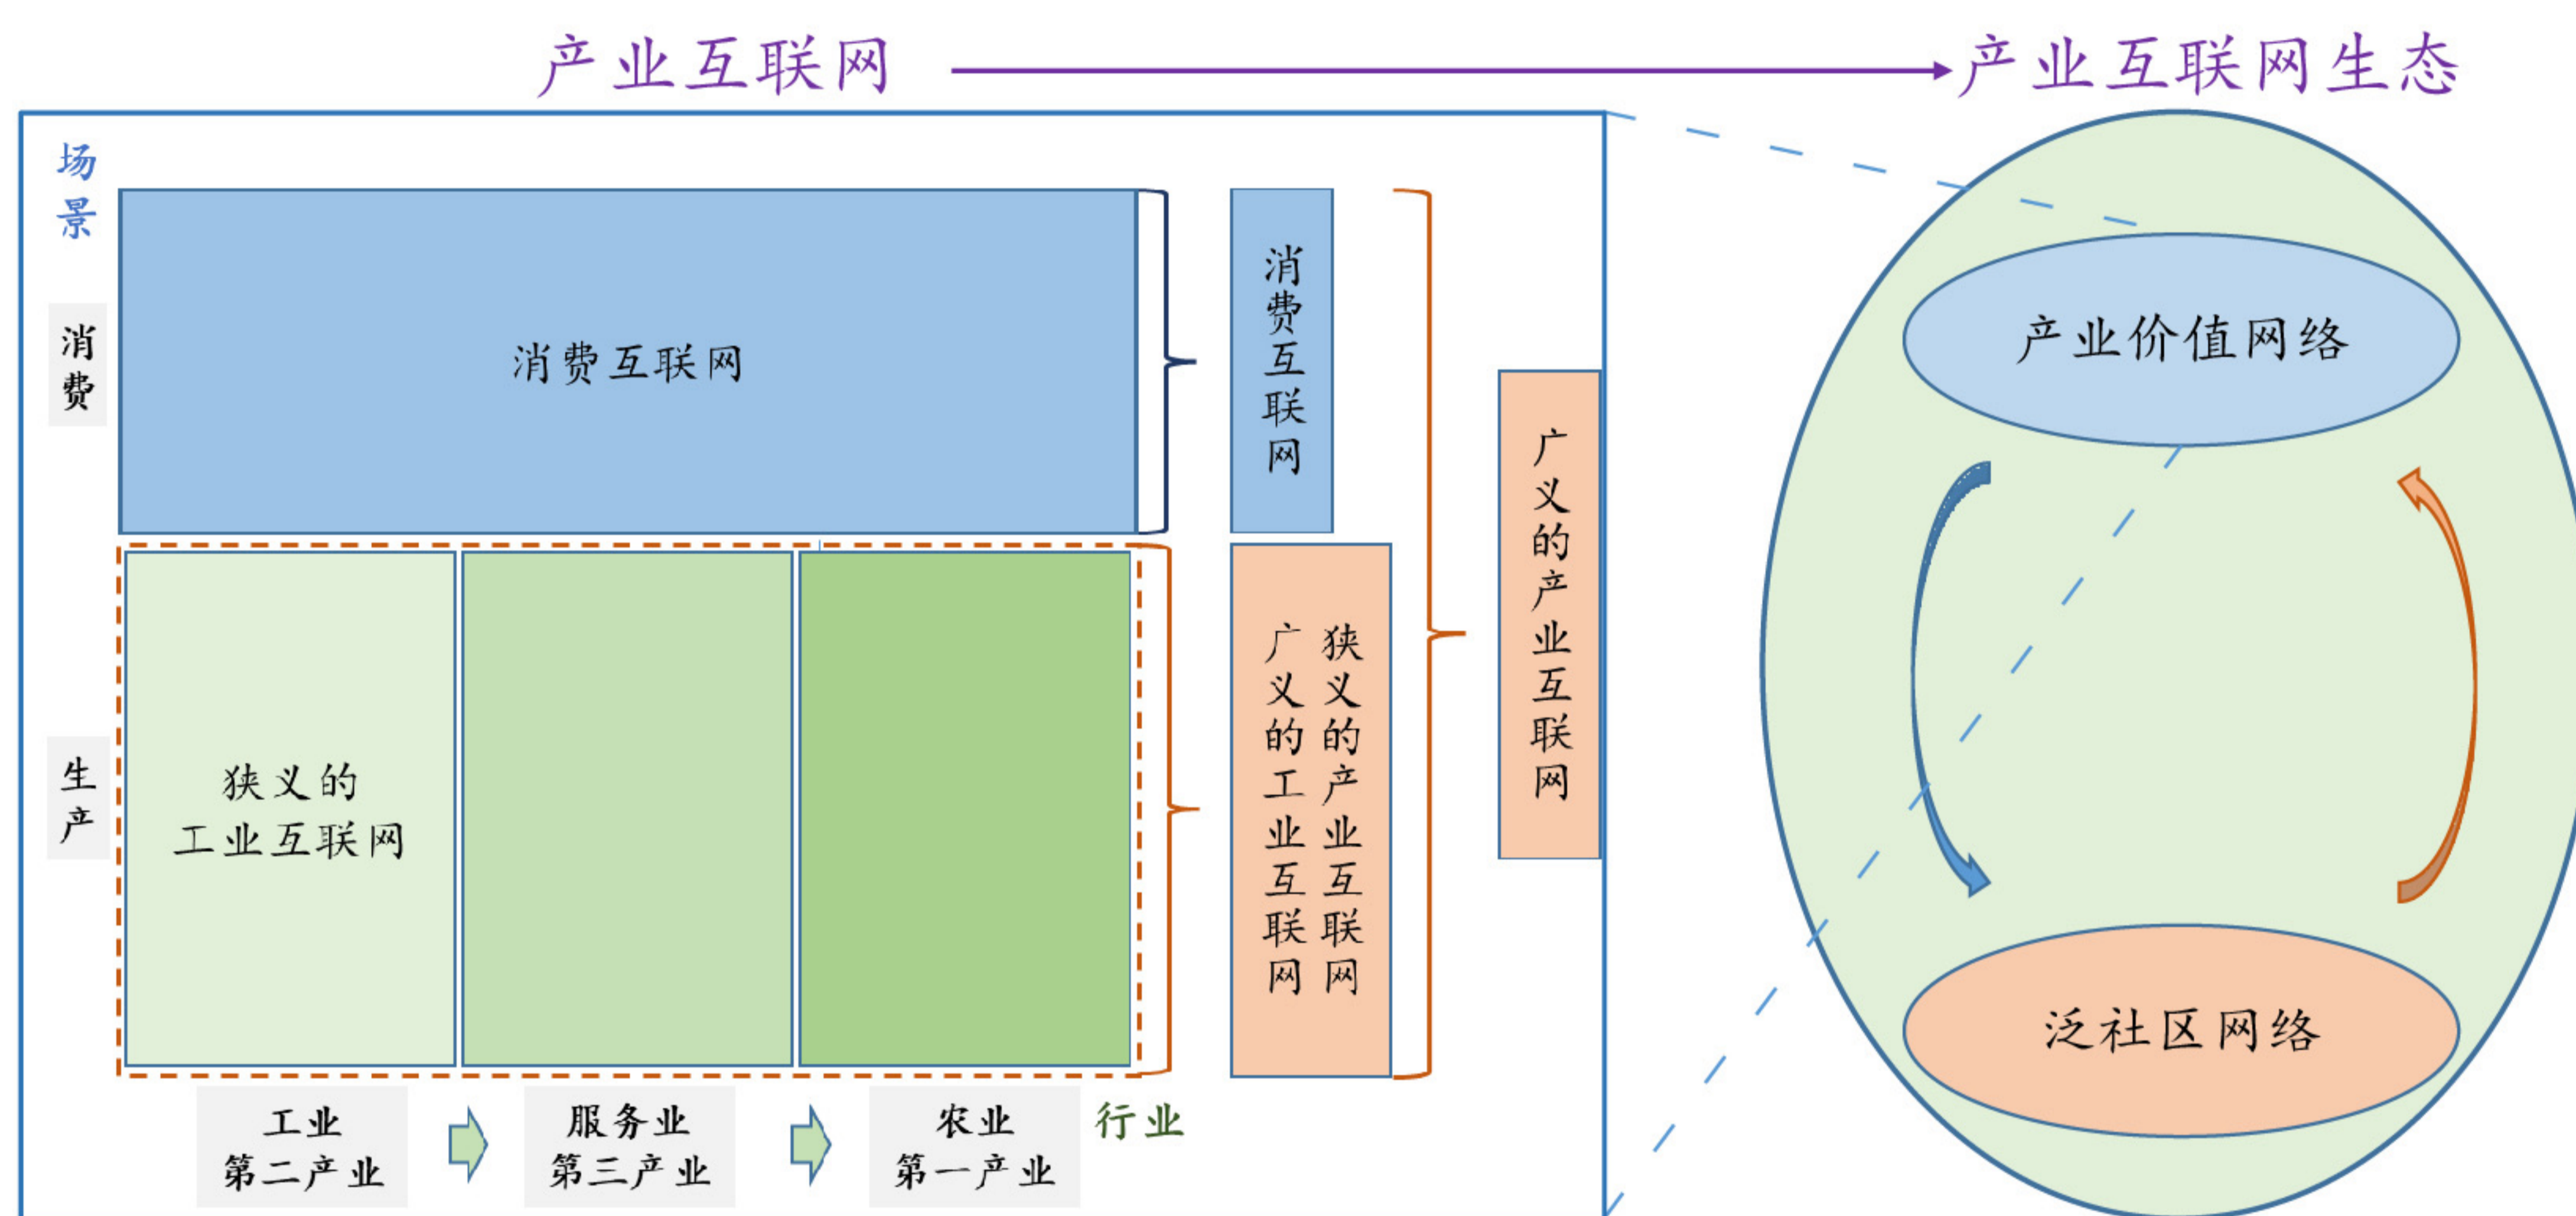 产业互联网
产业互联网生态
场景
消费
消费互联网
消费互联网
广义的产业互联网
产业价值网络
生产
狭义的
工业互联网
广义的工业互联网
狭义的产业互联网
泛社区网络
工业
第二产业
服务业
第三产业
农业
第一产业
行业